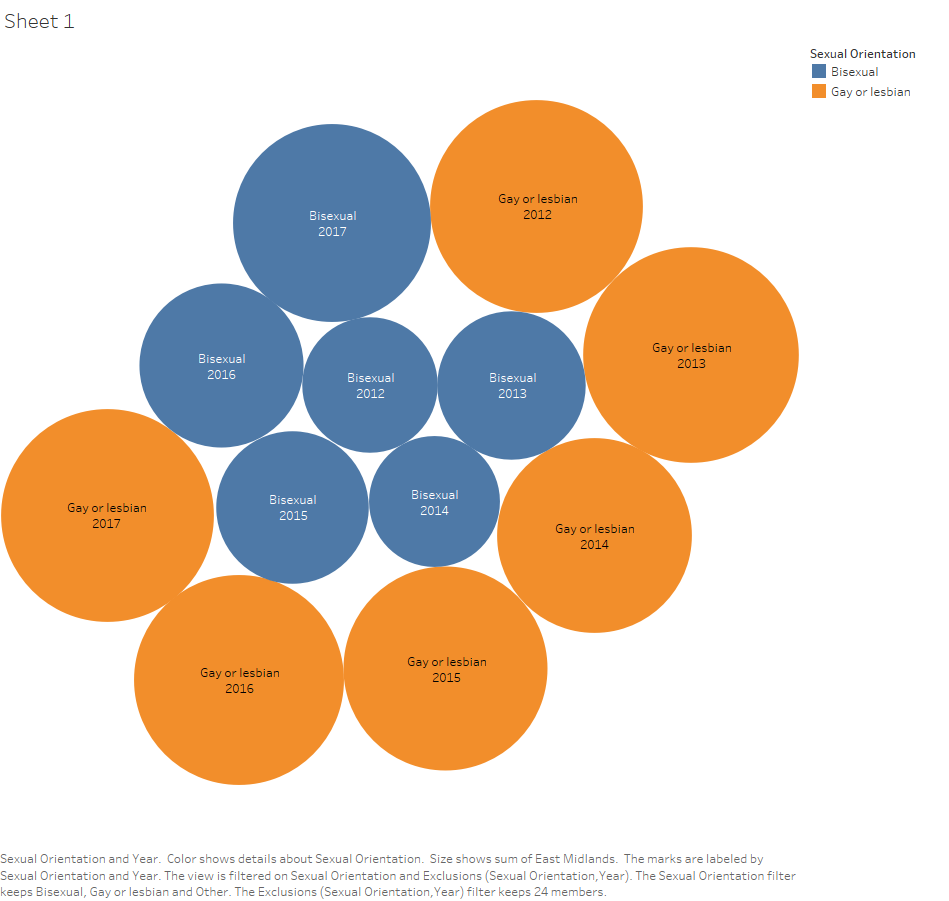 Sheet 1
Sexual Orientation
Bisexual
Gay or lesbian
Bisexual
2017
Gay or lesbian
2012
Gay or lesbian
2013
Bisexual
2016
Bisexual
2012
Bisexual
2013
Gay or lesbian
2017
Bisexual
2015
Bisexual
2014
Gay or lesbian
2014
Gay or lesbian
2016
Gay or lesbian
2015
Sexual Orientation and Year.  Color shows details about Sexual Orientation.  Size shows sum of East Midlands.  The marks are labeled by
Sexual Orientation and Year. The view is filtered on Sexual Orientation and Exclusions (Sexual Orientation,Year). The Sexual Orientation filter
keeps Bisexual, Gay or lesbian and Other. The Exclusions (Sexual Orientation,Year) filter keeps 24 members.